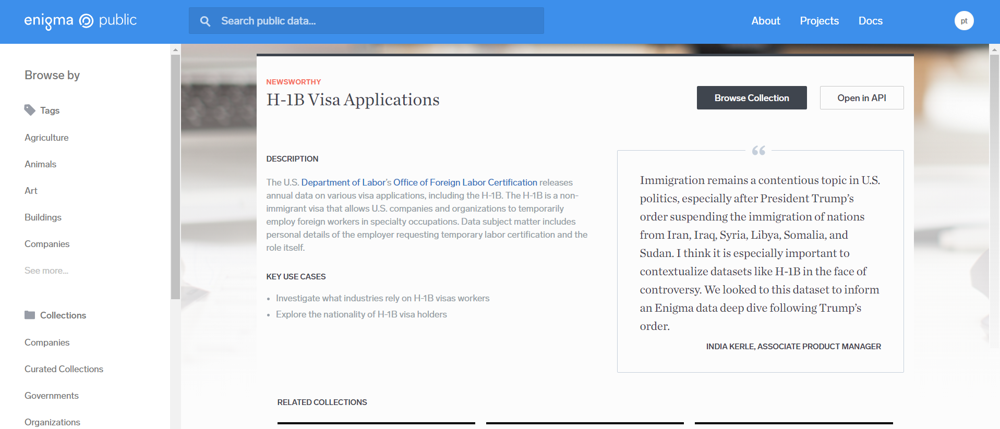 enigma public
Search public data...
About
Projects
Docs
pt
Browse by
Tags
Agriculture
Animals
Art
Buildings
Companies
See more...
Collections
Companies
Curated Collections
Governments
Organizations
NEWSWORTHY
H-1B Visa Applications
Browse Collection
Open in API
DESCRIPTION
The U.S. Department of Labor’s Office of Foreign Labor Certification releases
annual data on various visa applications, including the H-1B. The H-1B is a non-
immigrant visa that allows U.S. companies and organizations to temporarily
employ foreign workers in specialty occupations. Data subject matter includes
personal details of the employer requesting temporary labor certification and the
role itself.
KEY USE CASES
• Investigate what industries rely on H-1B visas workers
• Explore the nationality of H-1B visa holders
“
Immigration remains a contentious topic in U.S.
politics, especially after President Trump’s
order suspending the immigration of nations
from Iran, Iraq, Syria, Libya, Somalia, and
Sudan. I think it is especially important to
contextualize datasets like H-1B in the face of
controversy. We looked to this dataset to inform
an Enigma data deep dive following Trump’s
order.
INDIA KERLE, ASSOCIATE PRODUCT MANAGER
RELATED COLLECTIONS